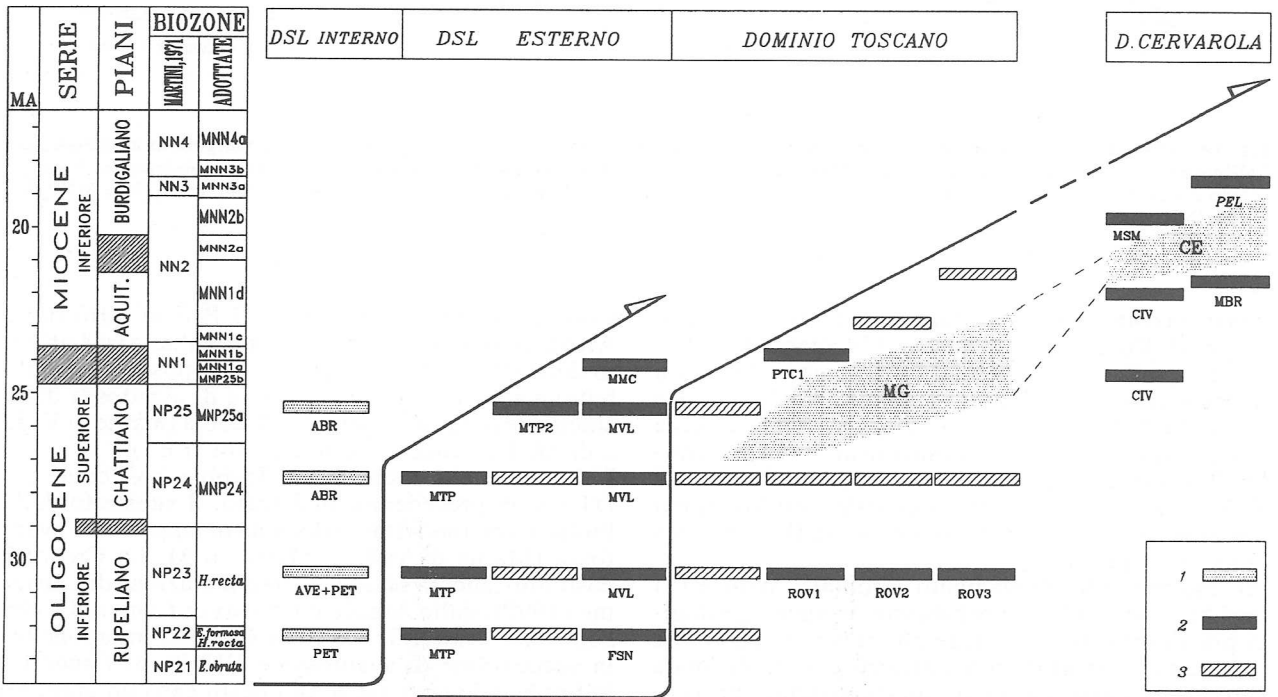 MA
SERIE
PIANI
BIOZONE
MARTINI,1971
ADOTTATE
DSL INTERNO
DSL ESTERNO
DOMINIO TOSCANO
D.CERVAROLA
20
25
30
MIOCENE
INFERIORE
OLIGOCENE
SUPERIORE
INFERIORE
BURDIGALIANO
AQUIT.
CHATTIANO
RUPELIANO
NN4
NN3
NN2
NN1
NP25
NP24
NP23
NP22
NP21
MNN4a
MNN3b
MNN3a
MNN2b
MNN2a
MNN1d
MNN1c
MNN1b
MNN1a
MNP25b
MNP25a
MNP24
H.recta
E.formosa
H.recta
E.obruta
PEL
MSM
CE
CIV
MBR
MMC
PTC1
MG
CIV
ABR
MTP2
MVL
ABR
MTP
MVL
AVE+PET
MTP
MVL
ROV1
ROV2
ROV3
PET
MTP
FSN
1
2
3